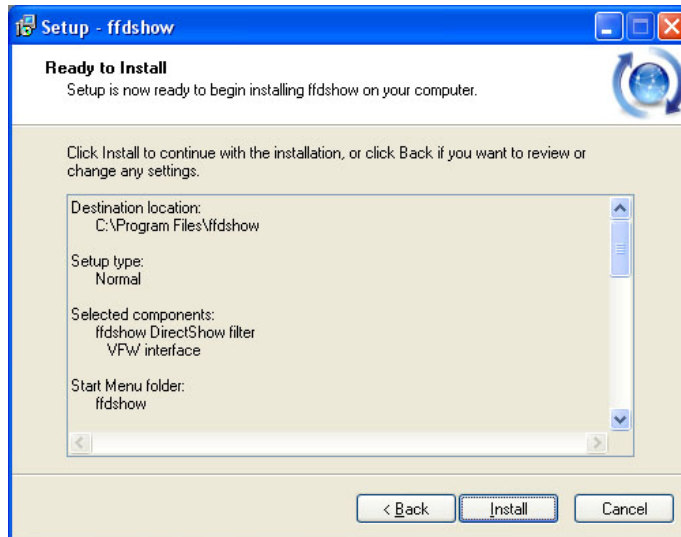 Setup - ffdshow
Ready to Install
Setup is now ready to begin installing ffdshow on your computer.
Click Install to continue with the installation, or click Back if you want to review or
change any settings.
Destination location:
C:\Program Files\ffdshow
Setup type:
Normal
Selected components:
ffdshow DirectShow filter
VFW interface
Start Menu folder:
ffdshow
< Back
Install
Cancel